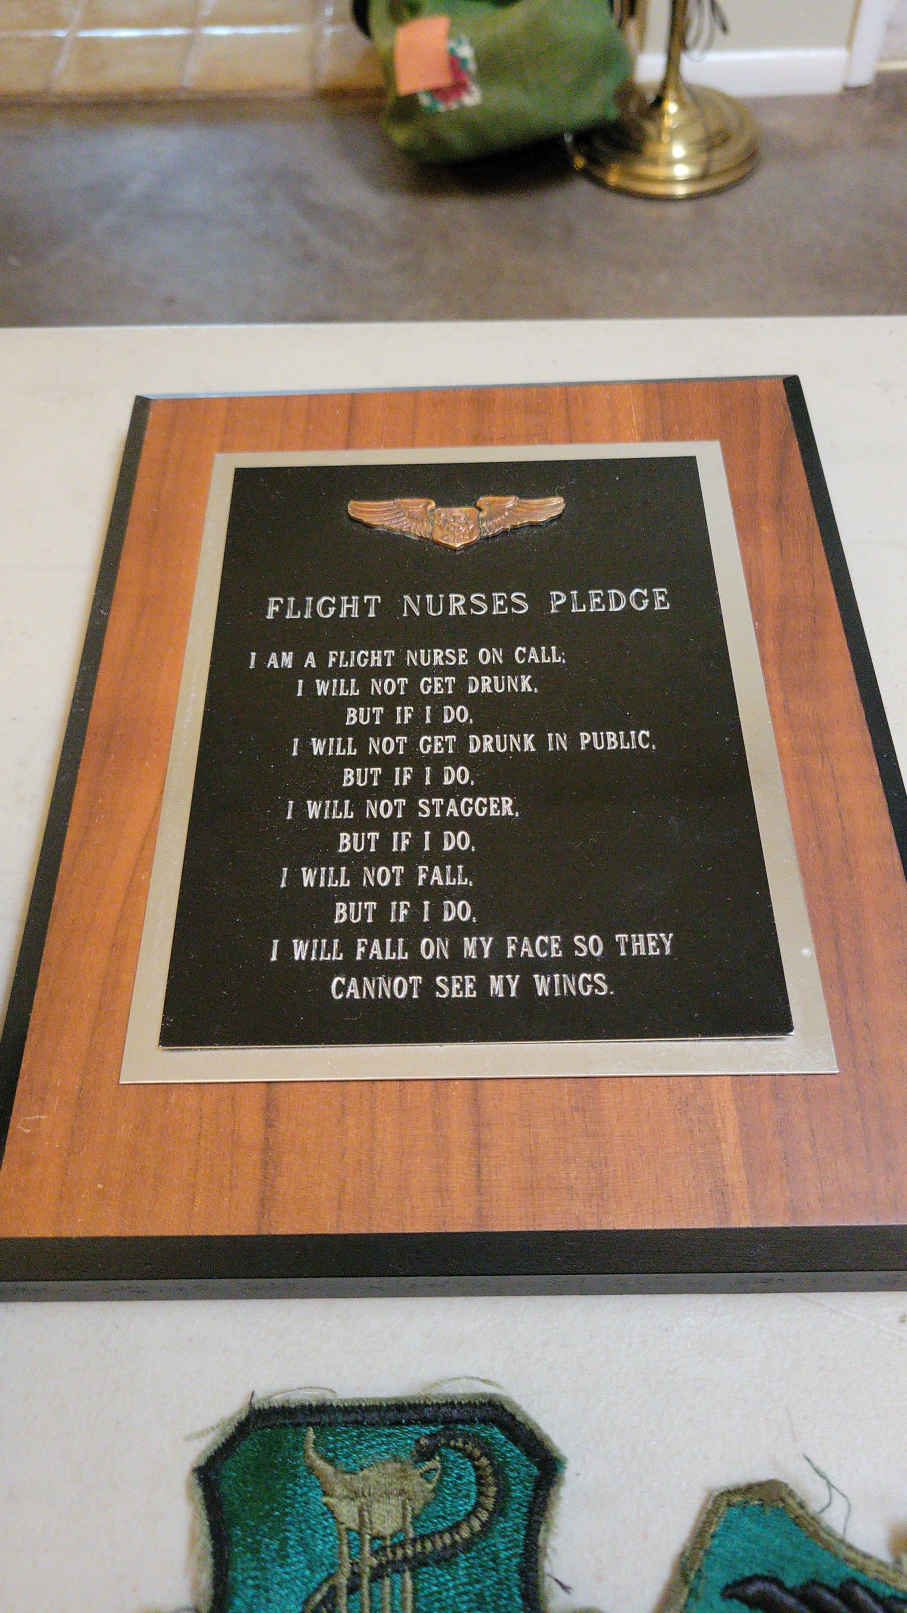 FLIGHT NURSES PLEDGE
I AM A FLIGHT NURSE ON CALL;
I WILL NOT GET DRUNK,
BUT IF I DO,
I WILL NOT GET DRUNK IN PUBLIC,
BUT IF I DO,
I WILL NOT STAGGER,
BUT IF I DO,
I WILL NOT FALL,
BUT IF I DO,
I WILL FALL ON MY FACE SO THEY
CANNOT SEE MY WINGS.